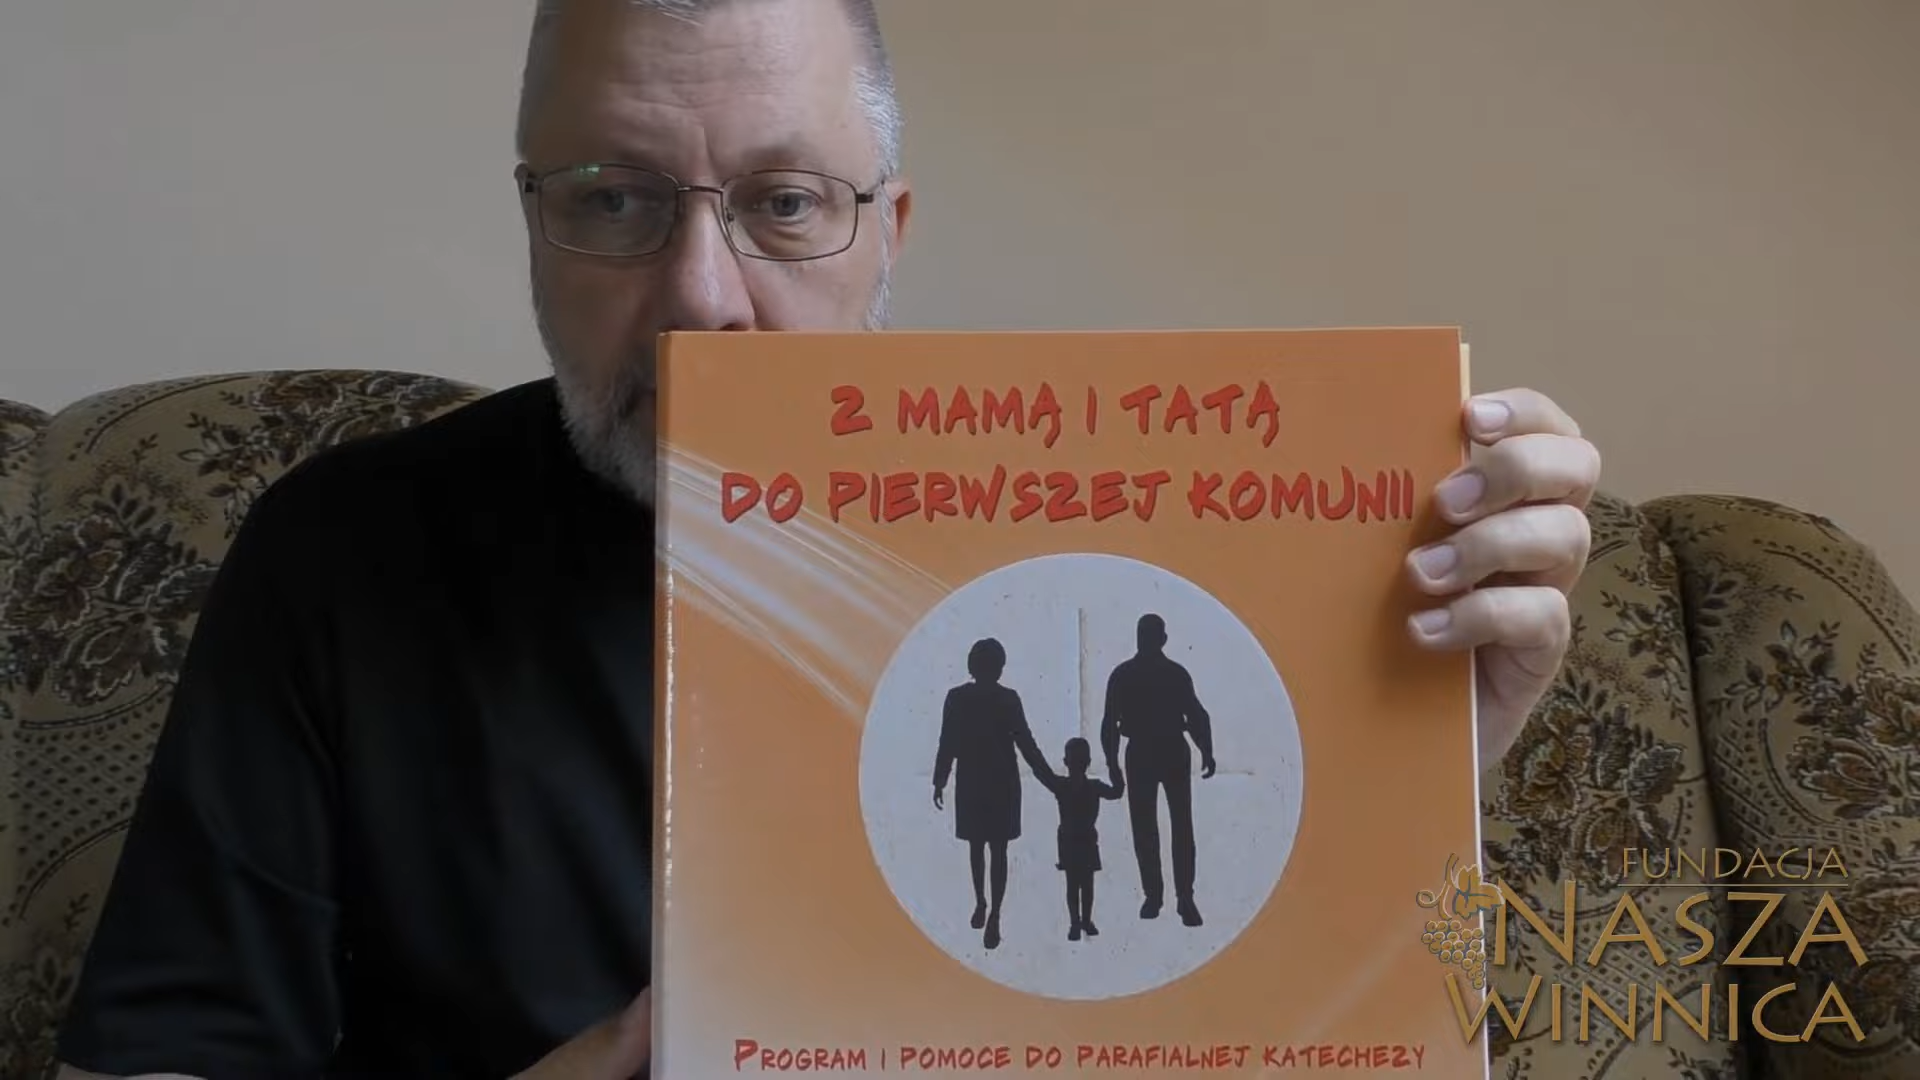 Z MAMĄ I TATĄ
DO PIERWSZEJ KOMUNII
PROGRAM I POMOCE DO PARAFIALNEJ KATECHEZY
FUNDACJA
NASZA
WINNICA